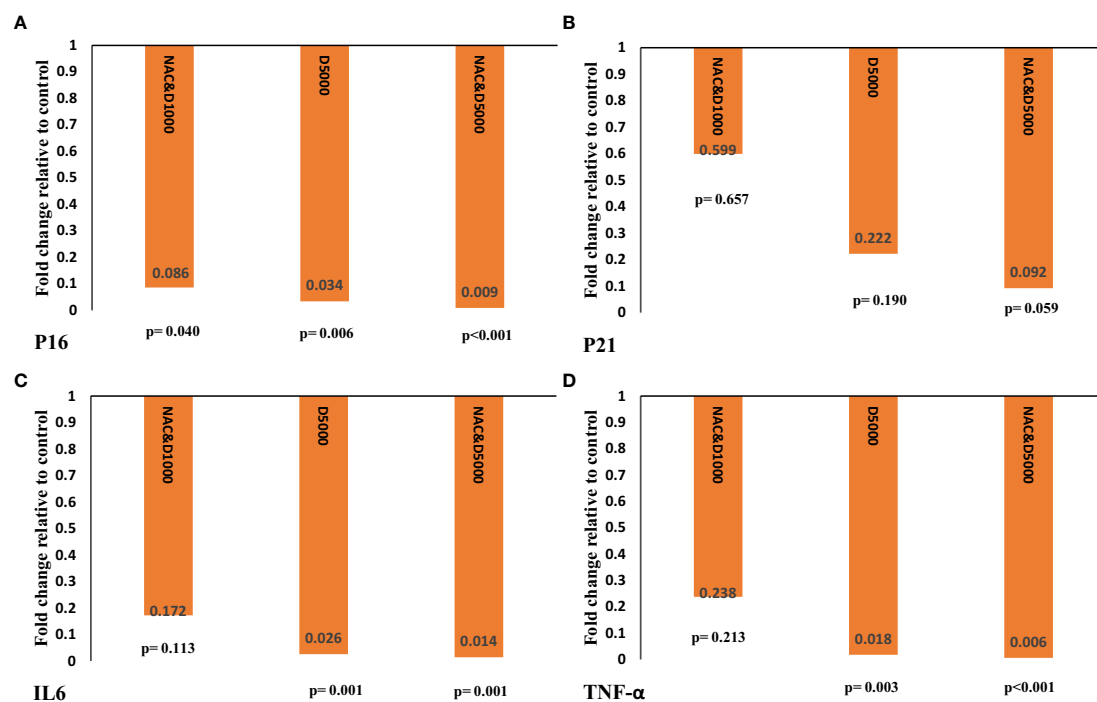 A
Fold change relative to control
1
0.9
0.8
0.7
0.6
0.5
0.4
0.3
0.2
0.1
0
NAC&D1000
D5000
NAC&D5000
0.086
0.034
0.009
p= 0.040
p= 0.006
p<0.001
P16
B
Fold change relative to control
1
0.9
0.8
0.7
0.6
0.5
0.4
0.3
0.2
0.1
0
NAC&D1000
D5000
NAC&D5000
0.599
0.222
0.092
p= 0.657
p= 0.190
p= 0.059
P21
C
Fold change relative to control
1
0.9
0.8
0.7
0.6
0.5
0.4
0.3
0.2
0.1
0
NAC&D1000
D5000
NAC&D5000
0.172
0.026
0.014
p= 0.113
p= 0.001
p= 0.001
IL6
D
Fold change relative to control
1
0.9
0.8
0.7
0.6
0.5
0.4
0.3
0.2
0.1
0
NAC&D1000
D5000
NAC&D5000
0.238
0.018
0.006
p= 0.213
p= 0.003
p<0.001
TNF-α